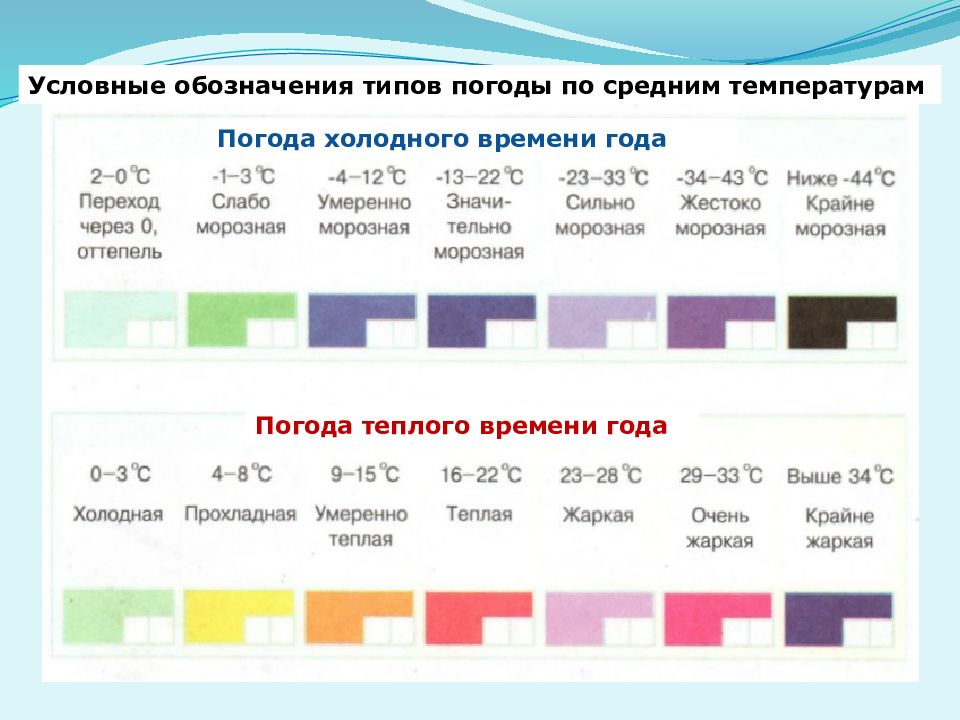 Условные обозначения типов погоды по средним температурам
Погода холодного времени года
2–0 °C -1–3 °C -4–12 °C -13–22 °C -23–33 °C -34–43 °C Ниже -44°C
Переход Слабо Умеренно Значи- Сильно Жестоко Крайне
через 0, морозная морозная тельно морозная морозная морозная
оттепель морозная
Погода теплого времени года
0–3 °C 4–8 °C 9–15 °C 16–22 °C 23–28 °C 29–33 °C Выше 34 °C
Холодная Прохладная Умеренно Теплая Жаркая Очень Крайне
теплая жаркая жаркая